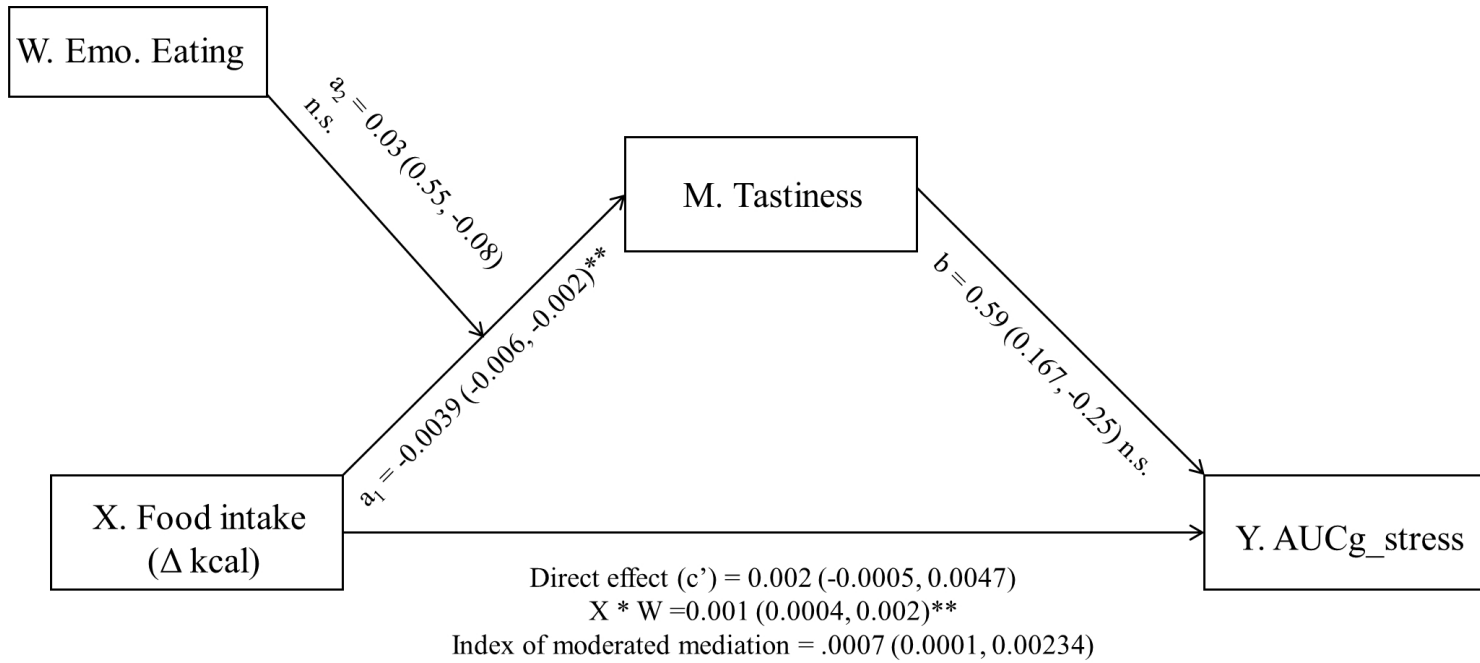 W. Emo. Eating
a₂ = 0.03 (0.55, -0.08)
n.s.
M. Tastiness
a₁ = -0.0039 (-0.006, -0.002)**
b = 0.59 (0.167, -0.25) n.s.
X. Food intake
(Δ kcal)
Y. AUCg_stress
Direct effect (c’) = 0.002 (-0.0005, 0.0047)
X * W =0.001 (0.0004, 0.002)**
Index of moderated mediation = .0007 (0.0001, 0.00234)